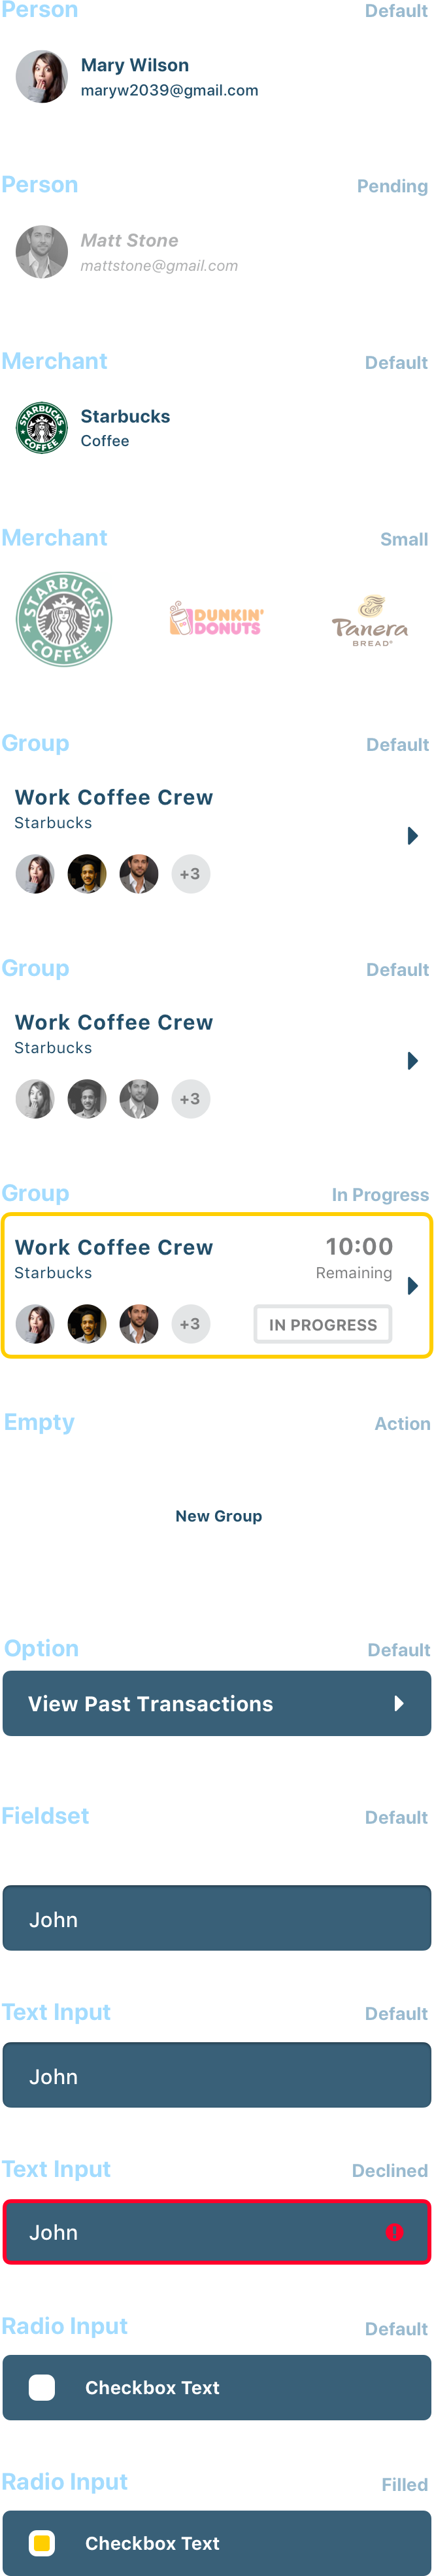 Person Default
Mary Wilson
maryw2039@gmail.com
Person Pending
Matt Stone
mattstone@gmail.com
Merchant Default
STARBUCKS
COFFEE
Starbucks
Coffee
Merchant Small
STARBUCKS
COFFEE
DUNKIN'
DONUTS
Panera
BREAD®
Group Default
Work Coffee Crew
Starbucks
+3
Group Default
Work Coffee Crew
Starbucks
+3
Group In Progress
Work Coffee Crew 10:00
Starbucks Remaining
+3 IN PROGRESS
Empty Action
New Group
Option Default
View Past Transactions
Fieldset Default
John
Text Input Default
John
Text Input Declined
John
Radio Input Default
Checkbox Text
Radio Input Filled
Checkbox Text